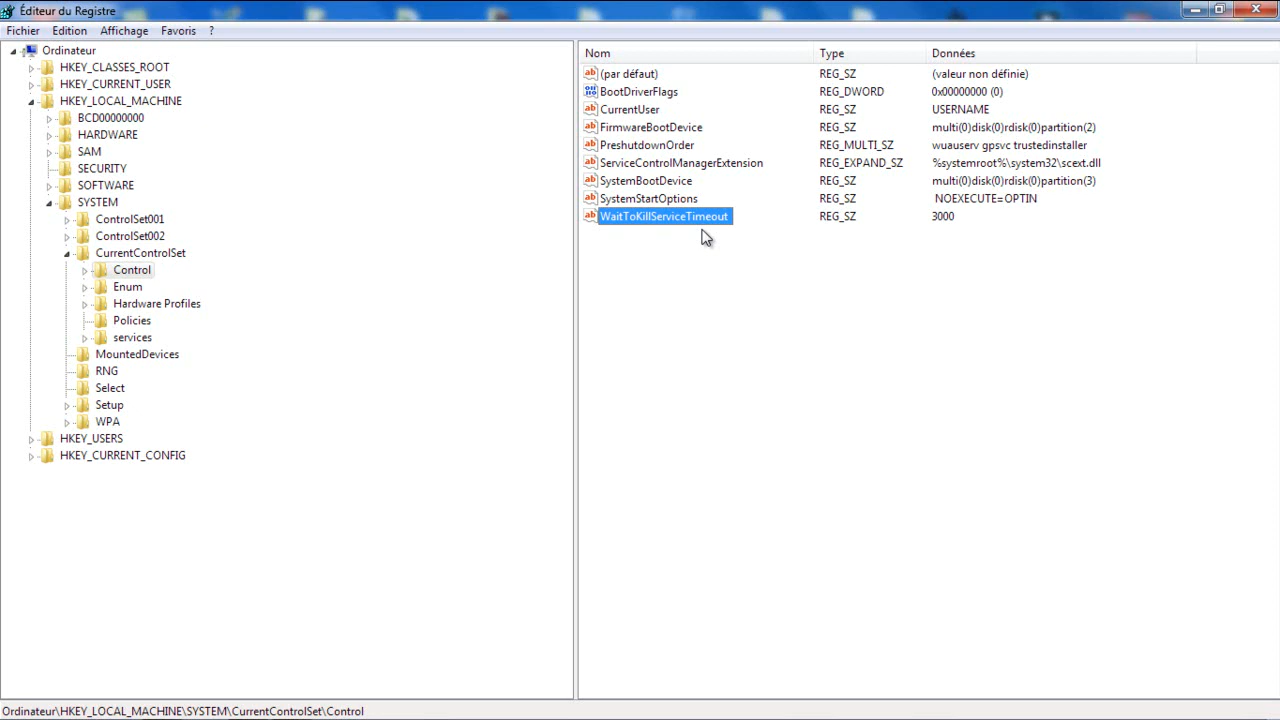 Éditeur du Registre
Fichier Edition Affichage Favoris ?
Ordinateur
HKEY_CLASSES_ROOT
HKEY_CURRENT_USER
HKEY_LOCAL_MACHINE
BCD00000000
HARDWARE
SAM
SECURITY
SOFTWARE
SYSTEM
ControlSet001
ControlSet002
CurrentControlSet
Control
Enum
Hardware Profiles
Policies
services
MountedDevices
RNG
Select
Setup
WPA
HKEY_USERS
HKEY_CURRENT_CONFIG
Nom Type Données
(par défaut) REG_SZ (valeur non définie)
BootDriverFlags REG_DWORD 0x00000000 (0)
CurrentUser REG_SZ USERNAME
FirmwareBootDevice REG_SZ multi(0)disk(0)rdisk(0)partition(2)
PreshutdownOrder REG_MULTI_SZ wuauserv gpsvc trustedinstaller
ServiceControlManagerExtension REG_EXPAND_SZ %systemroot%\system32\scext.dll
SystemBootDevice REG_SZ multi(0)disk(0)rdisk(0)partition(3)
SystemStartOptions REG_SZ NOEXECUTE=OPTIN
WaitToKillServiceTimeout REG_SZ 3000
Ordinateur\HKEY_LOCAL_MACHINE\SYSTEM\CurrentControlSet\Control